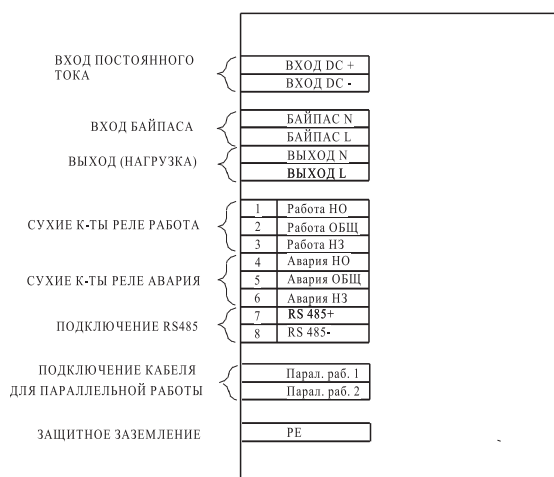 ВХОД ПОСТОЯННОГО
ТОКА
ВХОД DC +
ВХОД DC -
ВХОД БАЙПАСА
БАЙПАС N
БАЙПАС L
ВЫХОД (НАГРУЗКА)
ВЫХОД N
ВЫХОД L
СУХИЕ К-ТЫ РЕЛЕ РАБОТА
1 Работа НО
2 Работа ОБЩ
3 Работа НЗ
СУХИЕ К-ТЫ РЕЛЕ АВАРИЯ
4 Авария НО
5 Авария ОБЩ
6 Авария НЗ
ПОДКЛЮЧЕНИЕ RS485
7 RS 485+
8 RS 485-
ПОДКЛЮЧЕНИЕ КАБЕЛЯ
ДЛЯ ПАРАЛЛЕЛЬНОЙ РАБОТЫ
Парал. раб. 1
Парал. раб. 2
ЗАЩИТНОЕ ЗАЗЕМЛЕНИЕ
PE